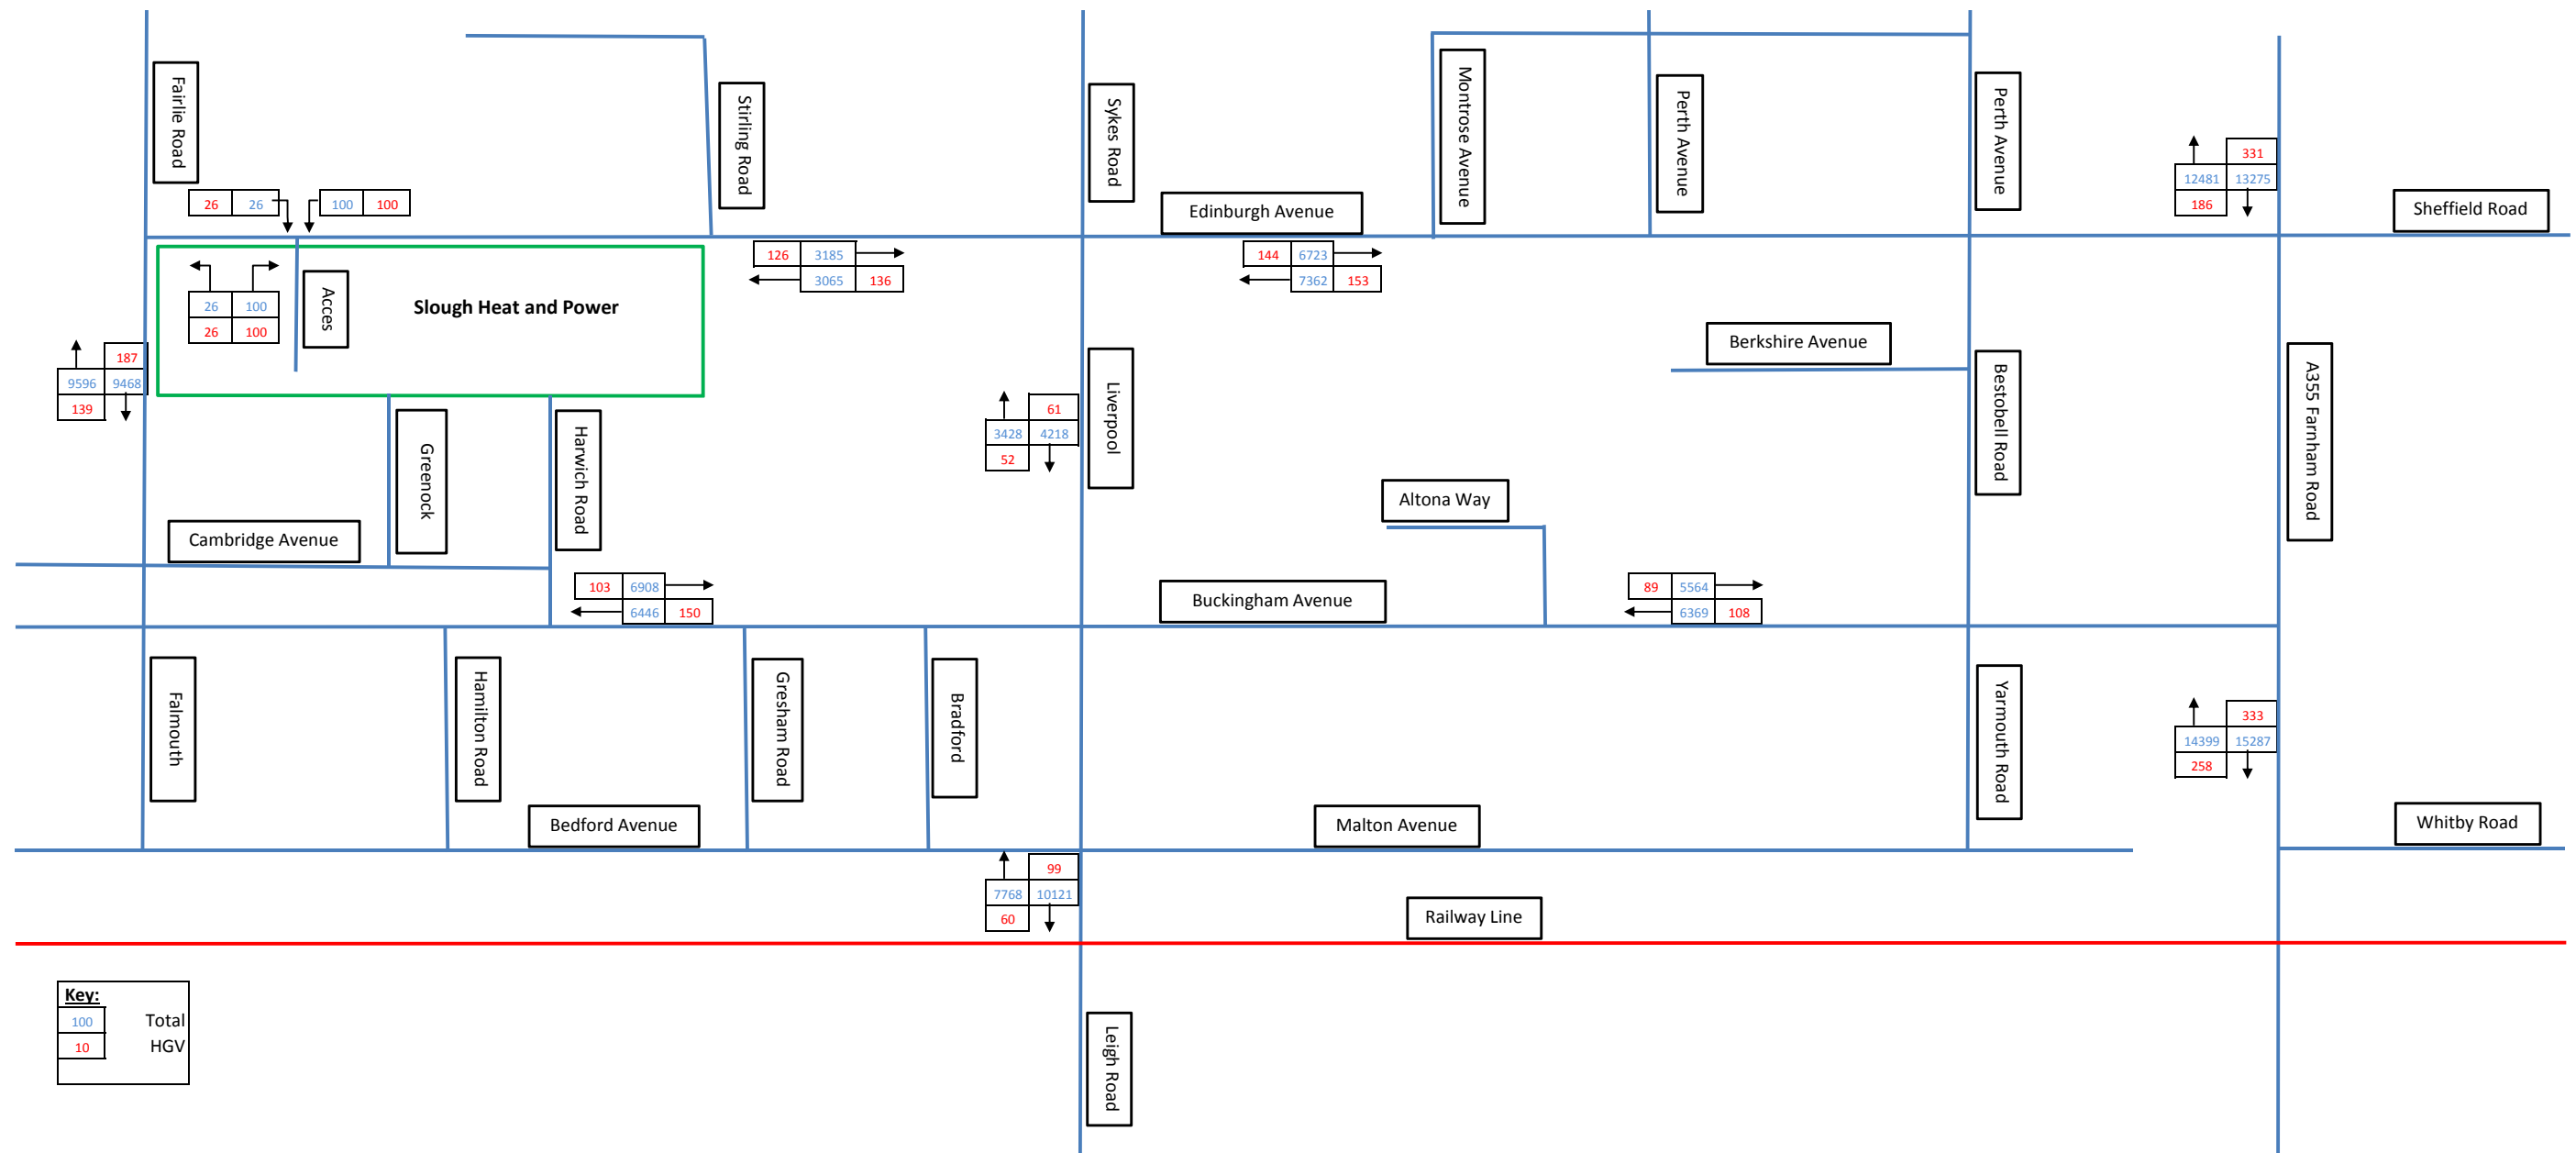 Fairlie Road
Stirling Road
Sykes Road
Montrose Avenue
Perth Avenue
Perth Avenue
331
12481 13275
186
Sheffield Road
26 26
100 100
Edinburgh Avenue
126 3185
3065 136
144 6723
7362 153
26 100
26 100
Acces
Slough Heat and Power
187
9596 9468
139
Berkshire Avenue
Liverpool
Bestobell Road
A355 Farnham Road
61
3428 4218
52
Greenock
Harwich Road
Altona Way
Cambridge Avenue
103 6908
6446 150
Buckingham Avenue
89 5564
6369 108
Falmouth
Hamilton Road
Gresham Road
Bradford
Yarmouth Road
333
14399 15287
258
Bedford Avenue
Malton Avenue
Whitby Road
99
7768 10121
60
Railway Line
Key:
100 Total
10 HGV
Leigh Road